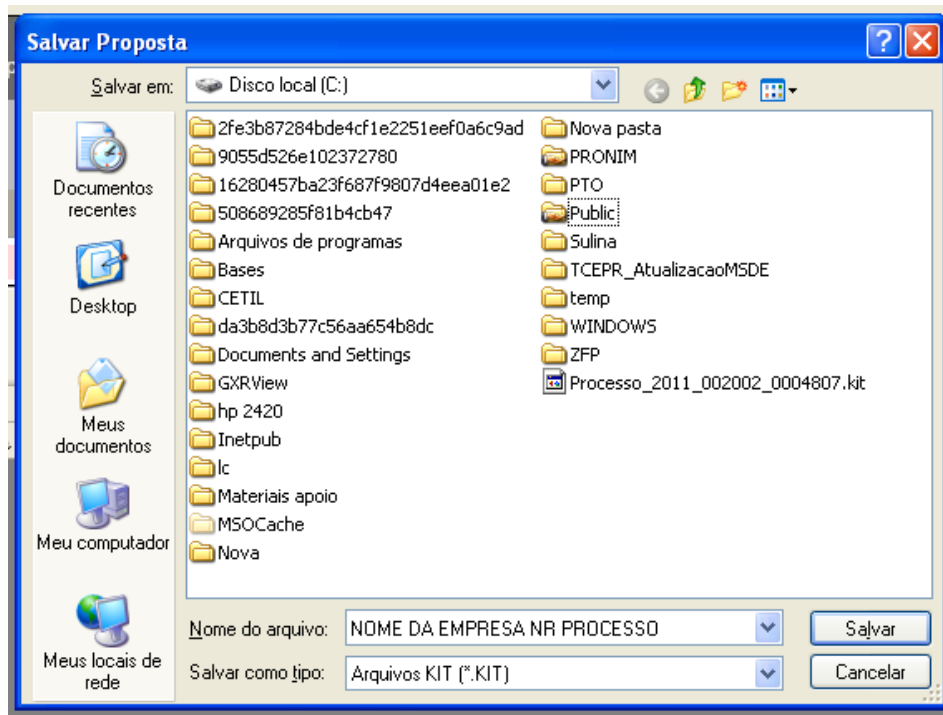 Salvar Proposta
Salvar em:
Disco local (C:)
Documentos
recentes
Desktop
Meus
documentos
Meu computador
Meus locais de
rede
2fe3b87284bde4cf1e2251eef0a6c9ad
9055d526e102372780
16280457ba23f687f9807d4eea01e2
508689285f81b4cb47
Arquivos de programas
Bases
CETIL
da3b8d3b77c56aa654b8dc
Documents and Settings
GXRView
hp 2420
Inetpub
lc
Materiais apoio
MSOCache
Nova
Nova pasta
PRONIM
PTO
Public
Sulina
TCEPR_AtualizacaoMSDE
temp
WINDOWS
ZFP
Processo_2011_002002_0004807.kit
Nome do arquivo:
NOME DA EMPRESA NR PROCESSO
Salvar
Salvar como tipo:
Arquivos KIT (*.KIT)
Cancelar